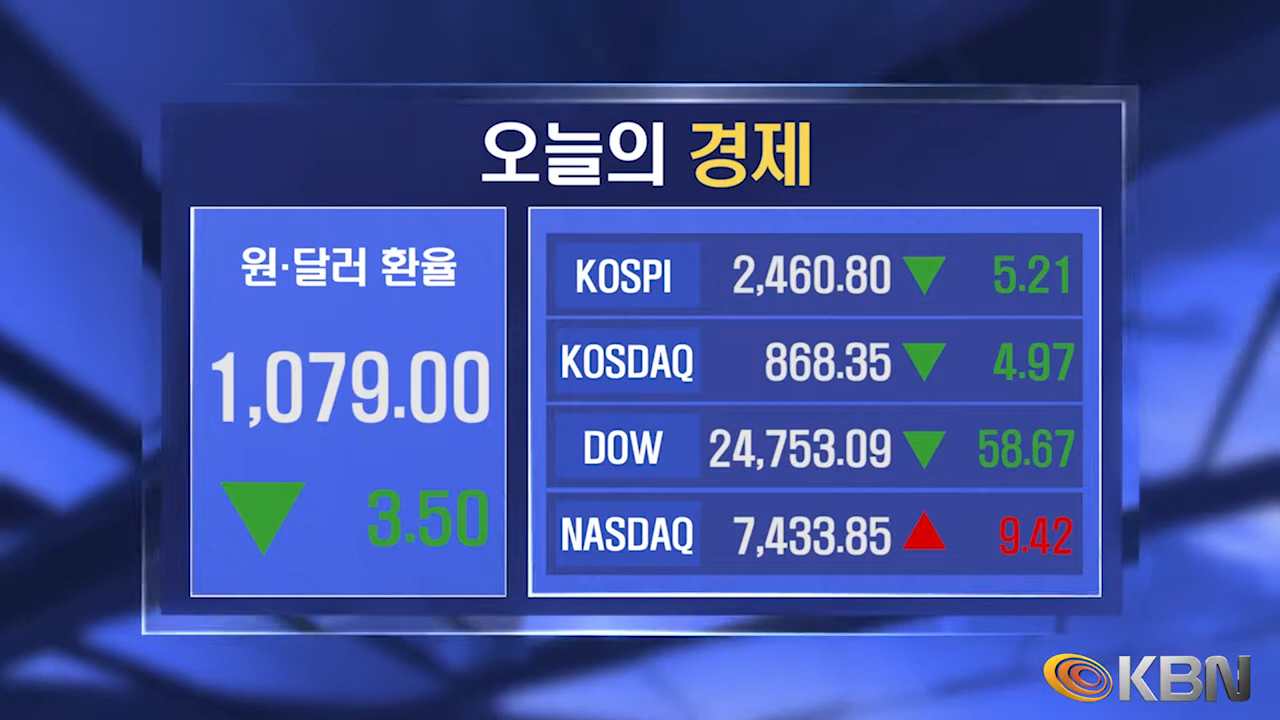 오늘의 경제
원·달러 환율
1,079.00
▼ 3.50
KOSPI 2,460.80 ▼ 5.21
KOSDAQ 868.35 ▼ 4.97
DOW 24,753.09 ▼ 58.67
NASDAQ 7,433.85 ▲ 9.42
KBN